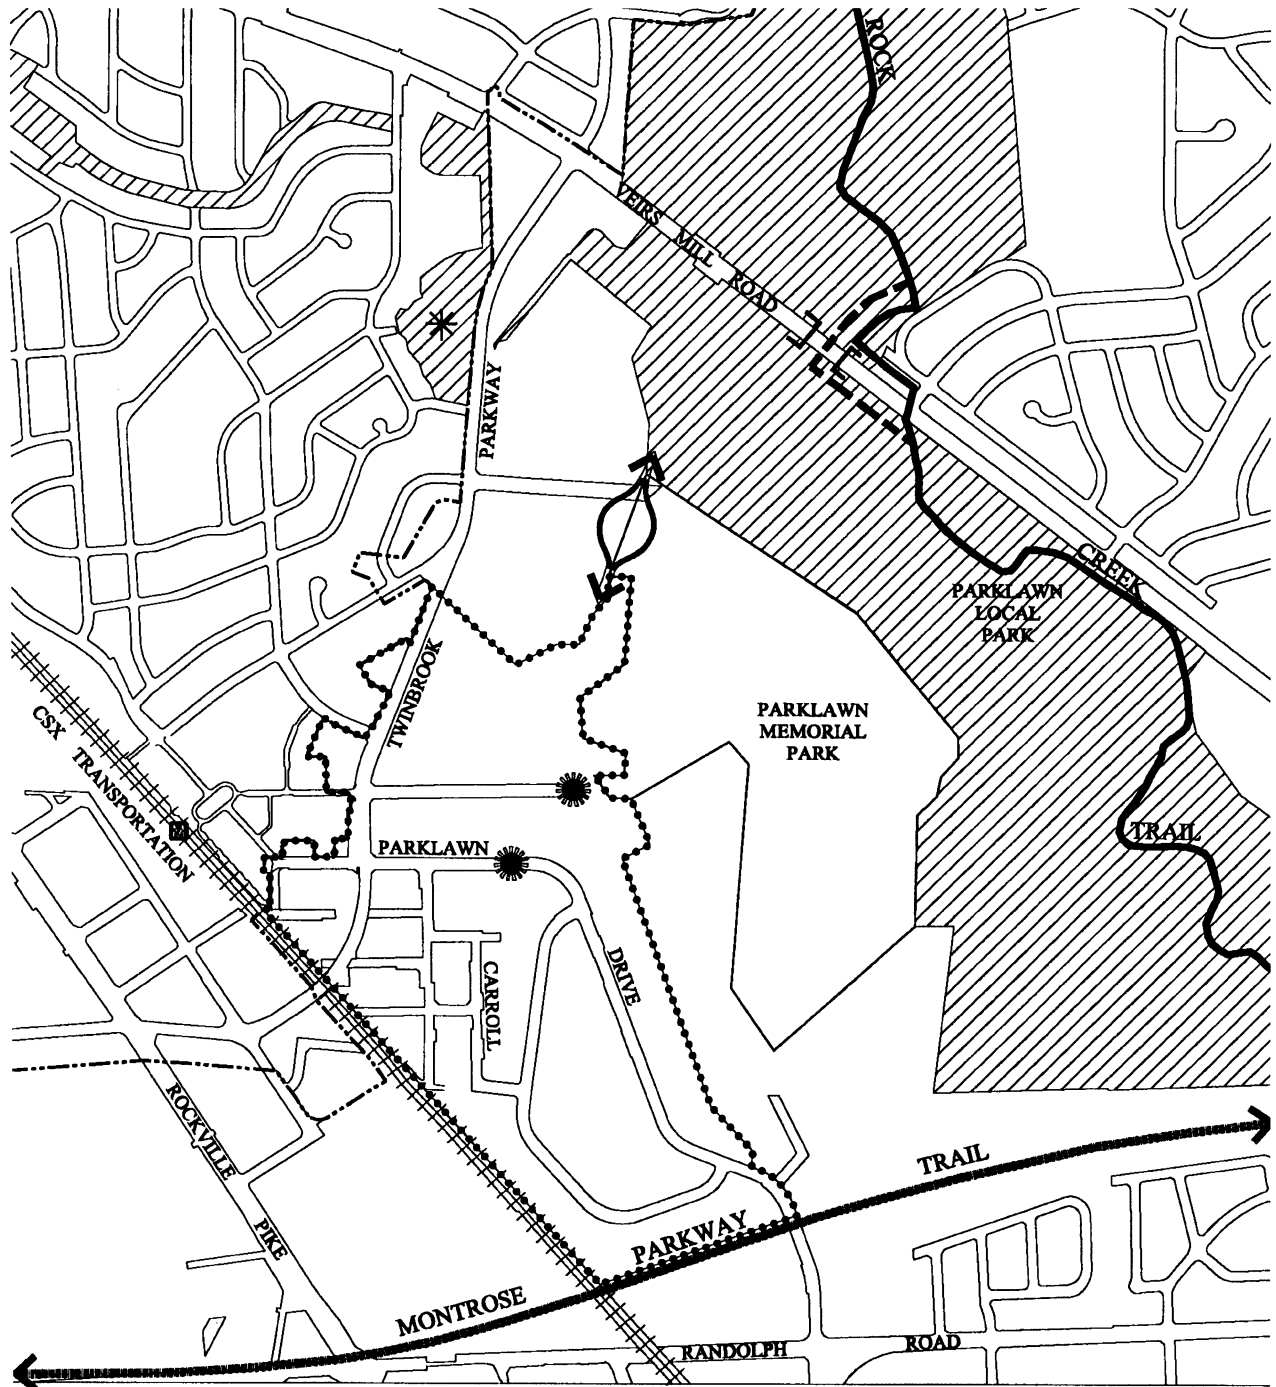 ROCK
VEIRS MILL ROAD
PARKWAY
CREEK
PARKLAWN
LOCAL
PARK
TWINBROOK
PARKLAWN
MEMORIAL
PARK
CSX TRANSPORTATION
TRAIL
PARKLAWN
DRIVE
CARROLL
ROCKVILLE
PIKE
TRAIL
PARKWAY
MONTROSE
RANDOLPH
ROAD